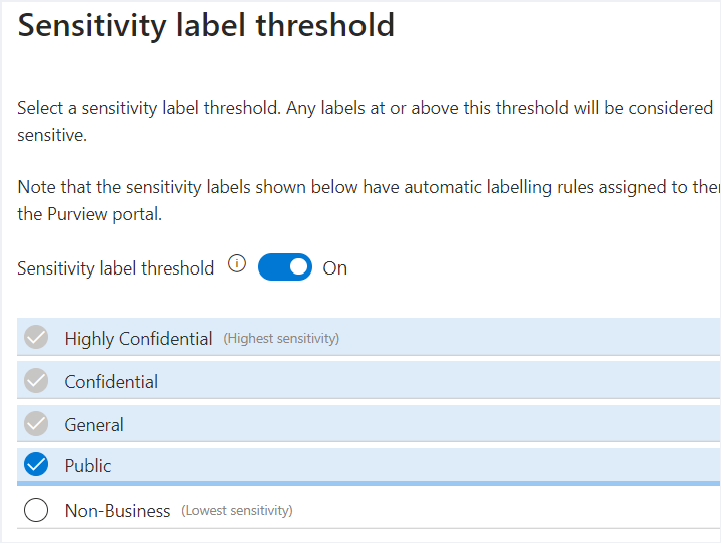 Sensitivity label threshold
Select a sensitivity label threshold. Any labels at or above this threshold will be considered
sensitive.
Note that the sensitivity labels shown below have automatic labelling rules assigned to
the Purview portal.
Sensitivity label threshold On
Highly Confidential (Highest sensitivity)
Confidential
General
Public
Non-Business (Lowest sensitivity)